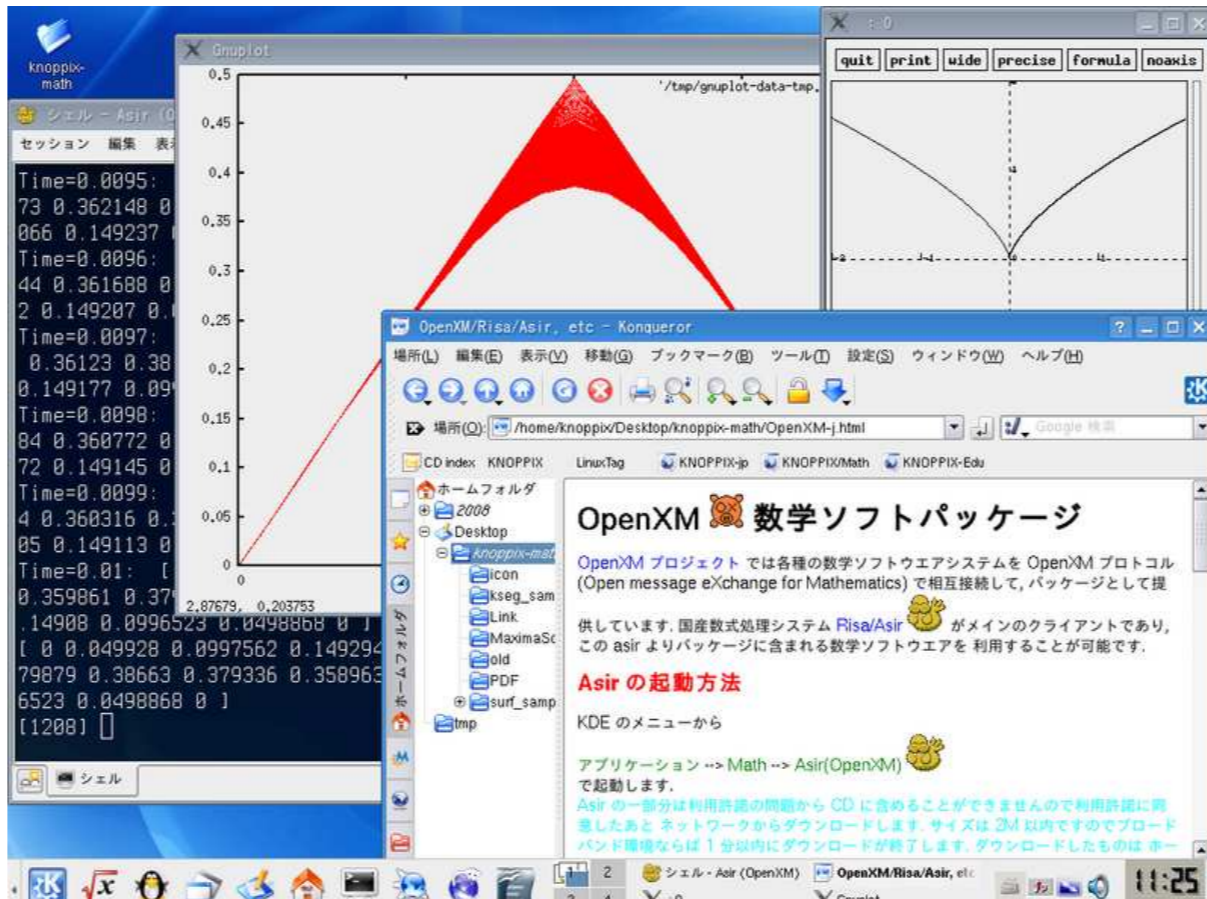 knoppix-
math
シェル - Asir (O
セッション 編集 表示
Time=0.0095:
73 0.362148 0
066 0.149237
Time=0.0096:
44 0.361688 0
2 0.149207 0.
Time=0.0097:
0.36123 0.38
0.149177 0.09
Time=0.0098:
84 0.360772 0
72 0.149145 0
Time=0.0099:
4 0.360316 0.
05 0.149113 0
Time=0.01: [
0.359861 0.37
.14908 0.0996523 0.0498868 0 ]
[ 0 0.049928 0.0997562 0.149294
79879 0.38663 0.379336 0.358963
6523 0.0498868 0 ]
[1208]
シェル
Gnuplot
'/tmp/gnuplot-data-tmp.
0.5
0.45
0.4
0.35
0.3
0.25
0.2
0.15
0.1
0.05
0
0
2.87679, 0.203753
:-0
quit print wide precise formula noaxis
-2 -1 0 1
1
OpenXM/Risa/Asir, etc - Konqueror
場所(L) 編集(E) 表示(V) 移動(G) ブックマーク(B) ツール(T) 設定(S) ウィンドウ(W) ヘルプ(H)
場所(O): /home/knoppix/Desktop/knoppix-math/OpenXM-j.html
Google 検索
CD index KNOPPIX LinuxTag KNOPPIX-jp KNOPPIX/Math KNOPPIX-Edu
ホームフォルダ
ホームフォルダ
2008
Desktop
knoppix-mat
icon
kseg_sam
Link
MaximaSc
old
PDF
surf_samp
tmp
OpenXM 数学ソフトパッケージ
OpenXM プロジェクト では各種の数学ソフトウエアシステムを OpenXM プロトコル
(Open message eXchange for Mathematics) で相互接続して, パッケージとして提
供しています. 国産数式処理システム Risa/Asir がメインのクライアントであり,
この asir よりパッケージに含まれる数学ソフトウエアを 利用することが可能です.
Asir の起動方法
KDE のメニューから
アプリケーション --> Math --> Asir(OpenXM)
で起動します.
Asir の一部分は利用許諾の問題から CD に含めることができませんので利用許諾に同
意したあと ネットワークからダウンロードします. サイズは 2M 以内ですのでブロード
バンド環境ならば 1 分以内にダウンロードが終了します. ダウンロードしたものは ホー
1 2
シェル - Asir (OpenXM) OpenXM/Risa/Asir, etc
3 4
:-0 Gnuplot
11:25